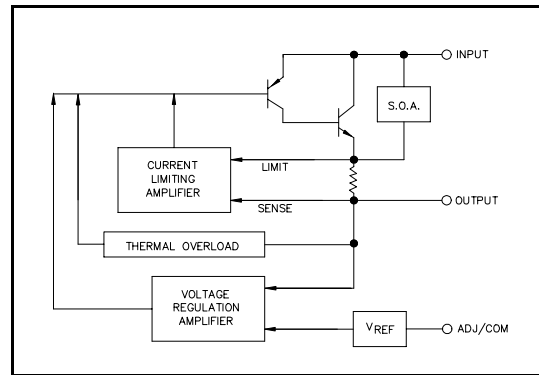 INPUT
S.O.A.
CURRENT
LIMITING
AMPLIFIER
LIMIT
SENSE
OUTPUT
THERMAL OVERLOAD
VOLTAGE
REGULATION
AMPLIFIER
VREF
ADJ/COM